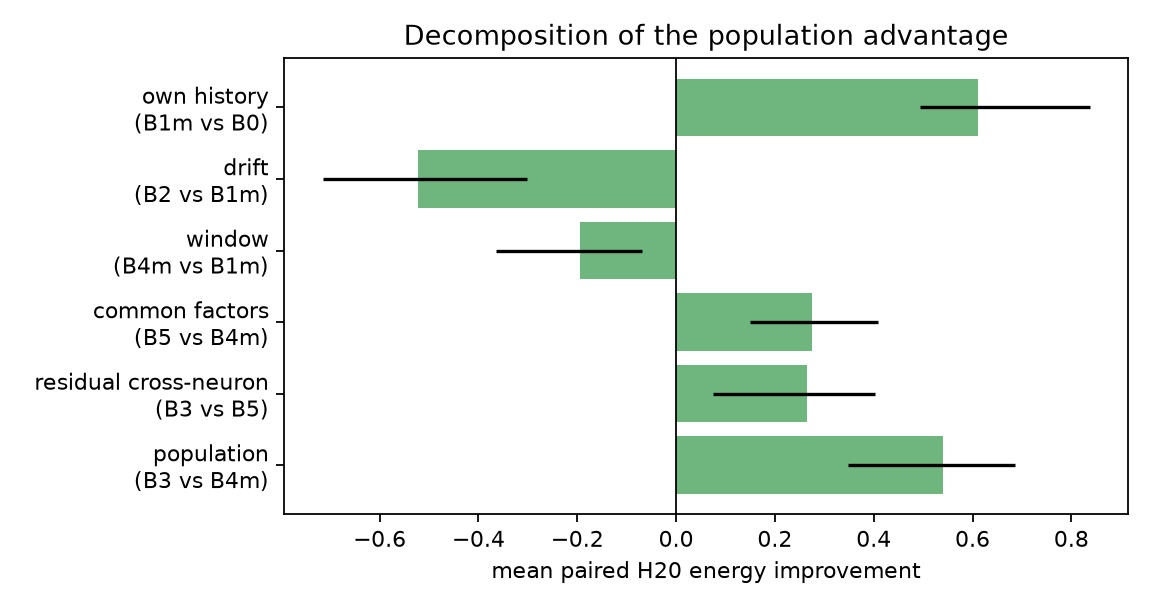 Decomposition of the population advantage
own history
(B1m vs B0)
drift
(B2 vs B1m)
window
(B4m vs B1m)
common factors
(B5 vs B4m)
residual cross-neuron
(B3 vs B5)
population
(B3 vs B4m)
−0.6 −0.4 −0.2 0.0 0.2 0.4 0.6 0.8
mean paired H20 energy improvement